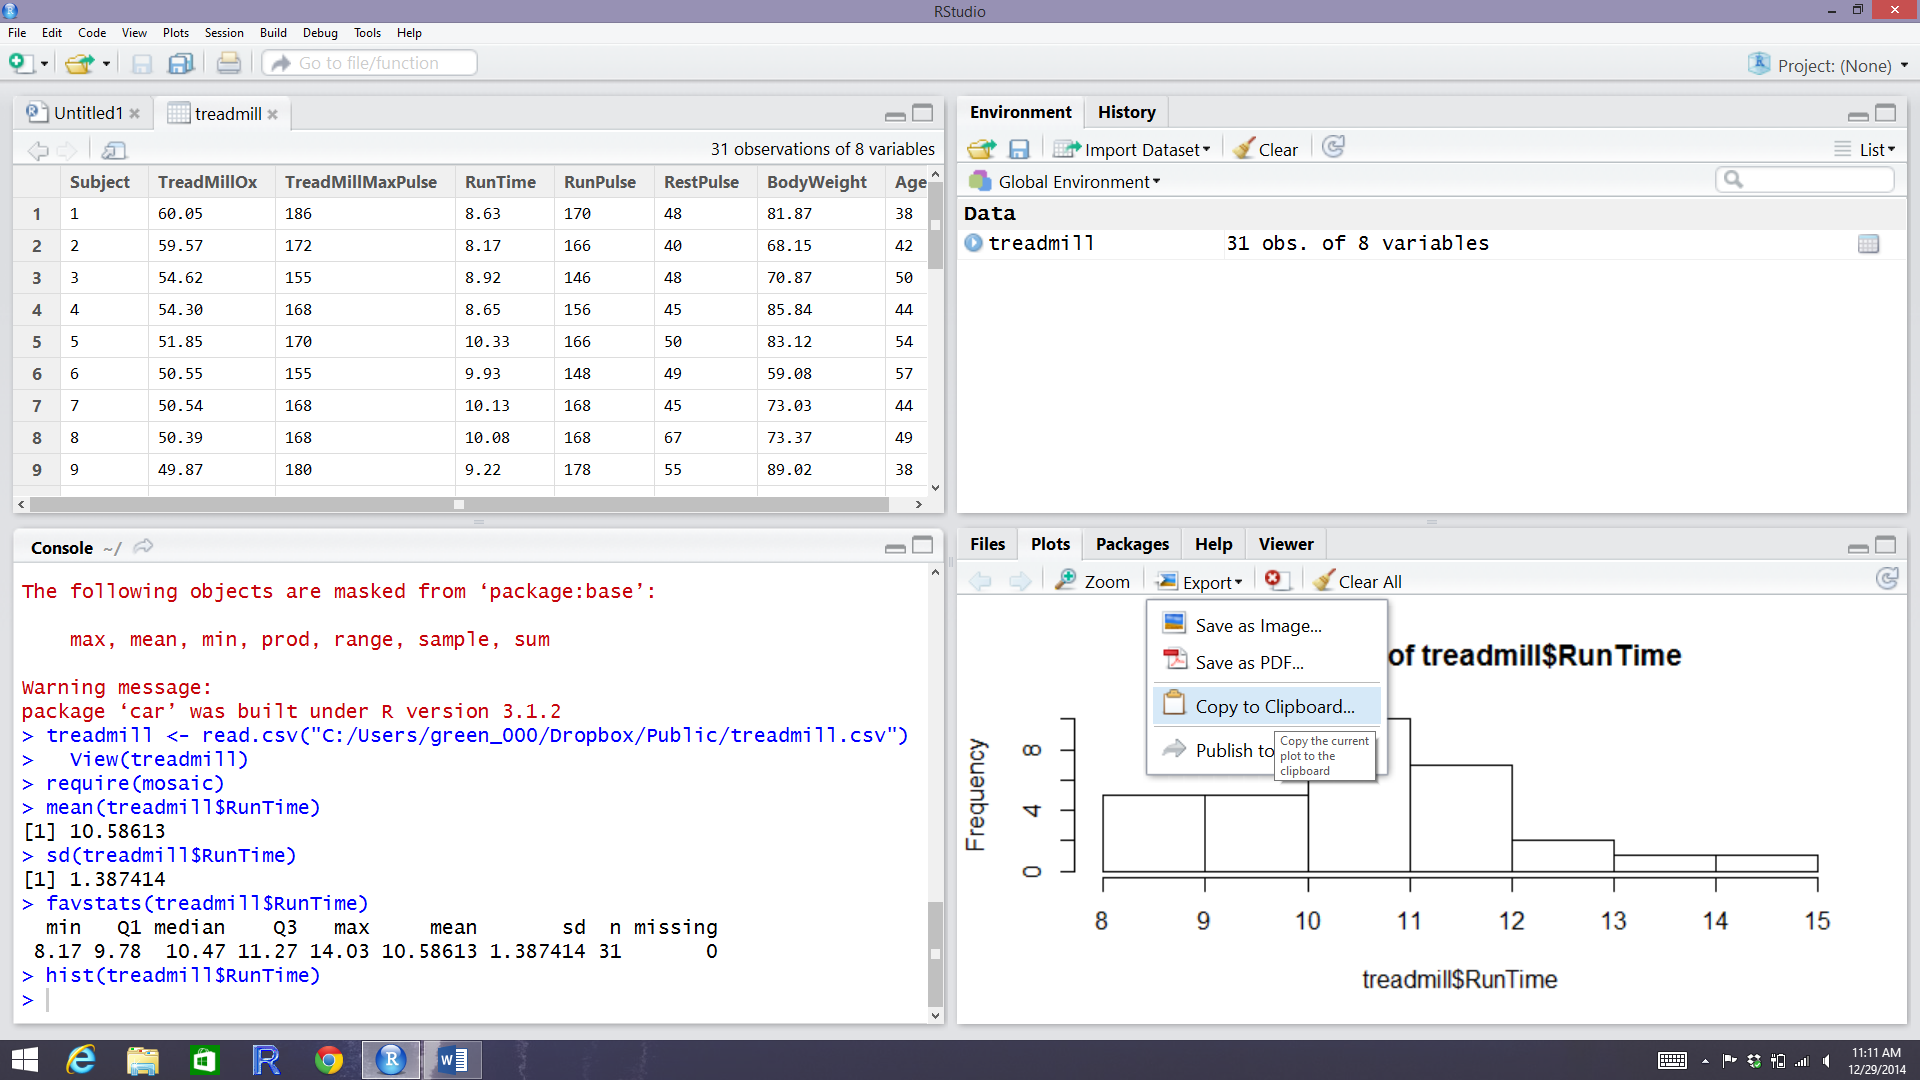 RStudio
File Edit Code View Plots Session Build Debug Tools Help
Go to file/function
Project: (None)
Untitled1 treadmill
31 observations of 8 variables
Subject TreadMillOx TreadMillMaxPulse RunTime RunPulse RestPulse BodyWeight Age
1 1 60.05 186 8.63 170 48 81.87 38
2 2 59.57 172 8.17 166 40 68.15 42
3 3 54.62 155 8.92 146 48 70.87 50
4 4 54.30 168 8.65 156 45 85.84 44
5 5 51.85 170 10.33 166 50 83.12 54
6 6 50.55 155 9.93 148 49 59.08 57
7 7 50.54 168 10.13 168 45 73.03 44
8 8 50.39 168 10.08 168 67 73.37 49
9 9 49.87 180 9.22 178 55 89.02 38
Environment History
Import Dataset Clear
List
Global Environment
Data
treadmill 31 obs. of 8 variables
Console ~/
The following objects are masked from ‘package:base’:
max, mean, min, prod, range, sample, sum
Warning message:
package ‘car’ was built under R version 3.1.2
> treadmill <- read.csv("C:/Users/green_000/Dropbox/Public/treadmill.csv")
> View(treadmill)
> require(mosaic)
> mean(treadmill$RunTime)
[1] 10.58613
> sd(treadmill$RunTime)
[1] 1.387414
> favstats(treadmill$RunTime)
min Q1 median Q3 max mean sd n missing
8.17 9.78 10.47 11.27 14.03 10.58613 1.387414 31 0
> hist(treadmill$RunTime)
>
Files Plots Packages Help Viewer
Zoom Export Clear All
Save as Image...
Save as PDF...
Copy to Clipboard...
Publish to
Copy the current
plot to the
clipboard
of treadmill$RunTime
Frequency
8
4
0
8 9 10 11 12 13 14 15
treadmill$RunTime
11:11 AM
12/29/2014